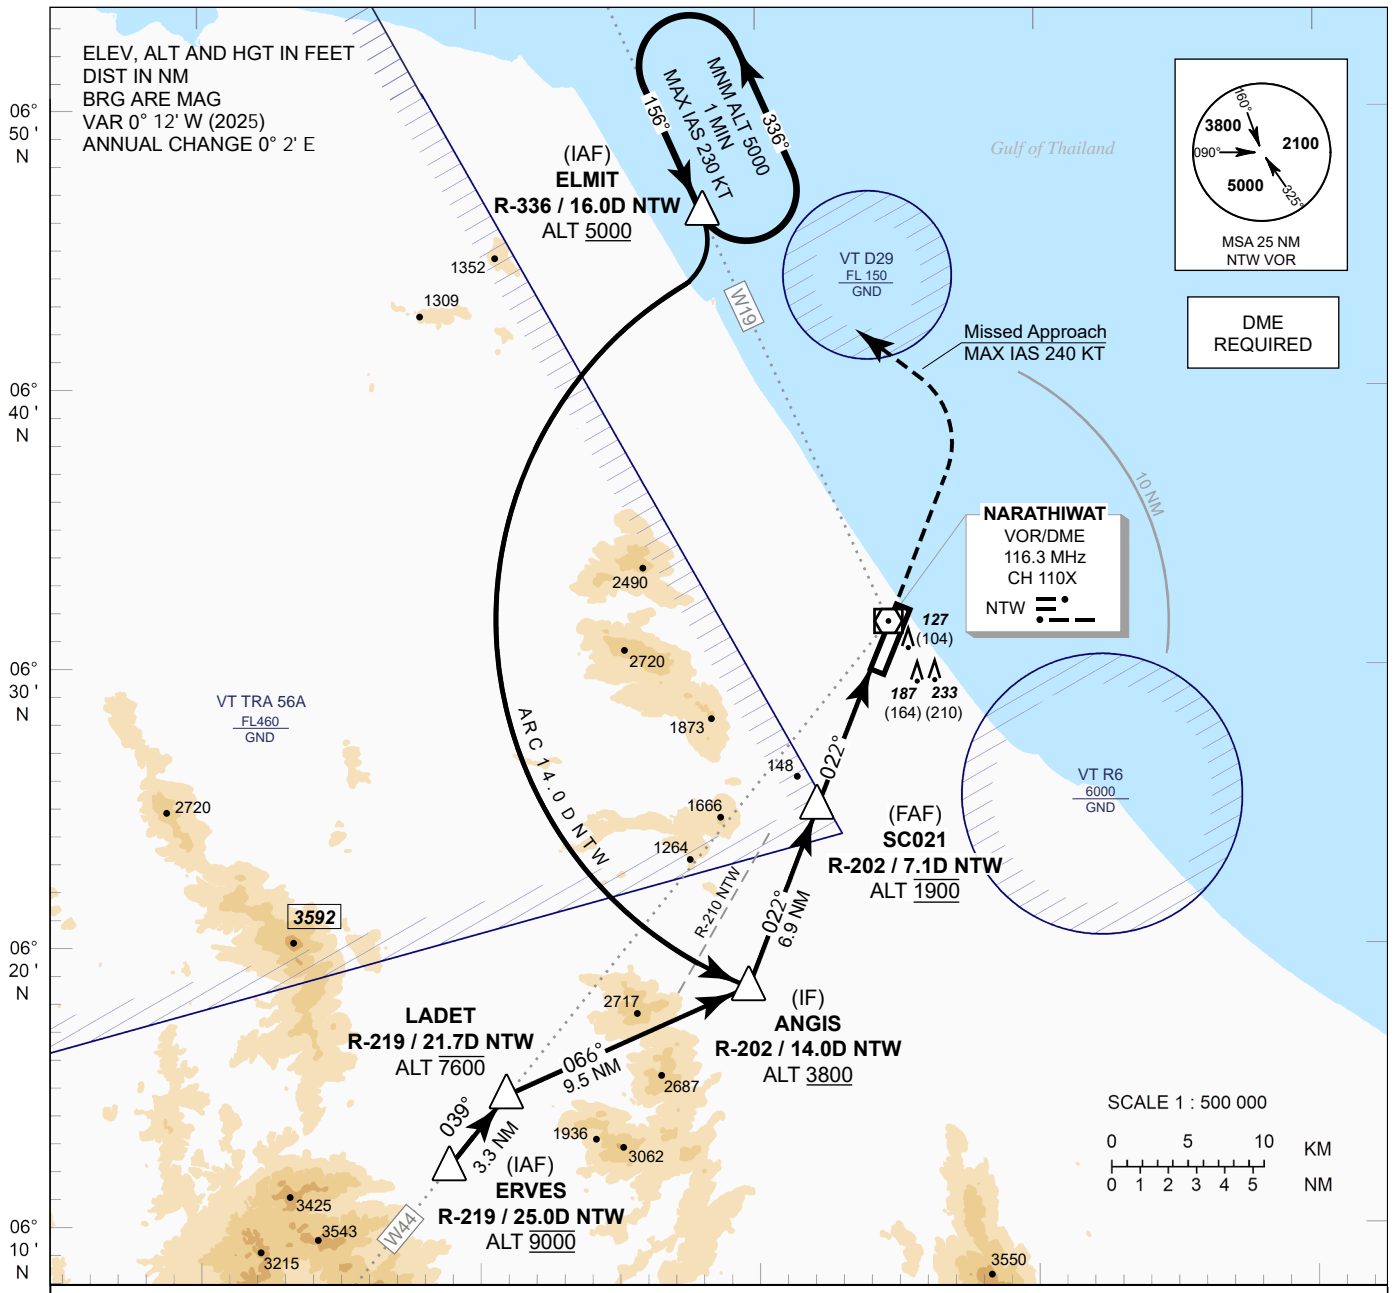 ELEV, ALT AND HGT IN FEET
DIST IN NM
BRG ARE MAG
VAR 0° 12' W (2025)
ANNUAL CHANGE 0° 2' E
06°
50 '
N
06°
40 '
N
06°
30 '
N
06°
20 '
N
06°
10 '
N
156°
MAX IAS 230 KT
1 MIN
MNM ALT 5000
336°
(IAF)
ELMIT
R-336 / 16.0D NTW
ALT 5000
Gulf of Thailand
160°
3800
2100
090°
5000
325°
MSA 25 NM
NTW VOR
DME
REQUIRED
1352
1309
W19
VT D29
FL 150
GND
Missed Approach
MAX IAS 240 KT
10 NM
NARATHIWAT
VOR/DME
116.3 MHz
CH 110X
NTW
127
(104)
187
(164)
233
(210)
2490
2720
1873
148
1666
1264
VT TRA 56A
FL460
GND
2720
3592
ARC 14.0 D NTW
022°
VT R6
6000
GND
(FAF)
SC021
R-202 / 7.1D NTW
ALT 1900
R-210 NTW
022°
6.9 NM
2717
(IF)
ANGIS
R-202 / 14.0D NTW
ALT 3800
LADET
R-219 / 21.7D NTW
ALT 7600
066°
9.5 NM
2687
039°
3.3 NM
1936
3062
(IAF)
ERVES
R-219 / 25.0D NTW
ALT 9000
W44
3425
3543
3215
3550
SCALE 1 : 500 000
0 5 10 KM
0 1 2 3 4 5 NM